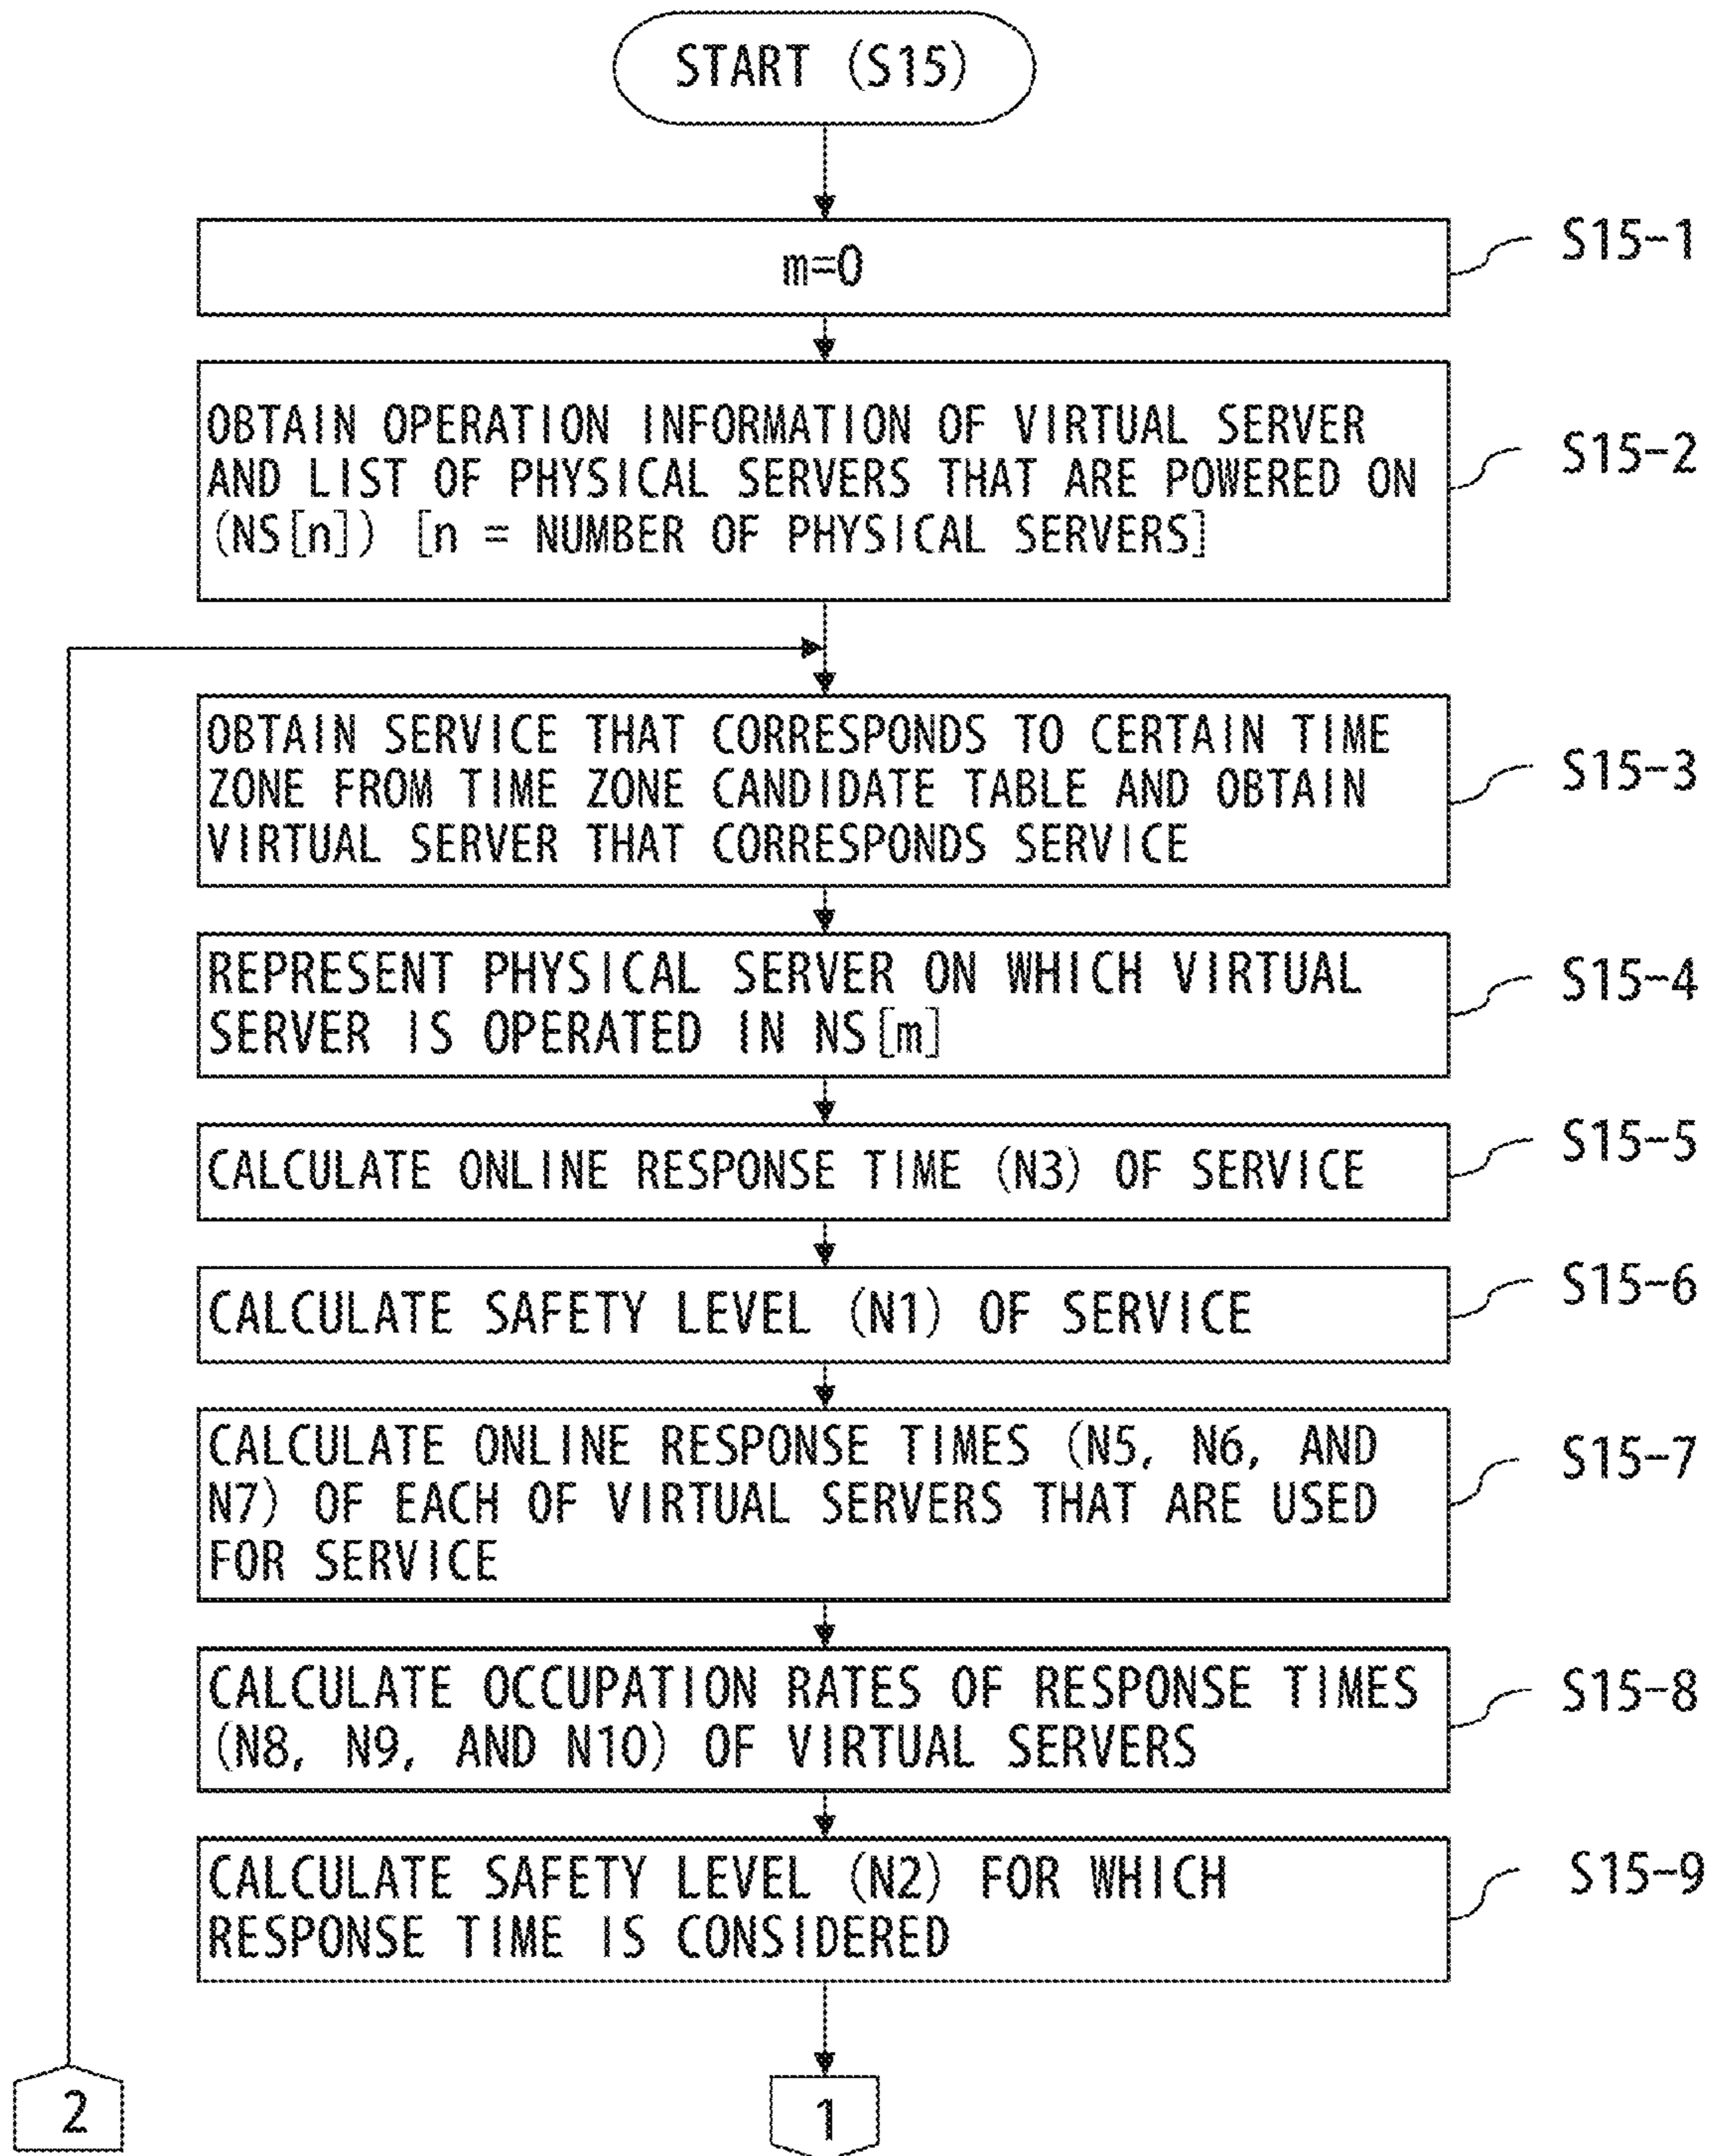 START (S15)
m=0
S15-1
OBTAIN OPERATION INFORMATION OF VIRTUAL SERVER
AND LIST OF PHYSICAL SERVERS THAT ARE POWERED ON
(NS[n]) [n = NUMBER OF PHYSICAL SERVERS]
S15-2
OBTAIN SERVICE THAT CORRESPONDS TO CERTAIN TIME
ZONE FROM TIME ZONE CANDIDATE TABLE AND OBTAIN
VIRTUAL SERVER THAT CORRESPONDS SERVICE
S15-3
REPRESENT PHYSICAL SERVER ON WHICH VIRTUAL
SERVER IS OPERATED IN NS[m]
S15-4
CALCULATE ONLINE RESPONSE TIME (N3) OF SERVICE
S15-5
CALCULATE SAFETY LEVEL (N1) OF SERVICE
S15-6
CALCULATE ONLINE RESPONSE TIMES (N5, N6, AND
N7) OF EACH OF VIRTUAL SERVERS THAT ARE USED
FOR SERVICE
S15-7
CALCULATE OCCUPATION RATES OF RESPONSE TIMES
(N8, N9, AND N10) OF VIRTUAL SERVERS
S15-8
CALCULATE SAFETY LEVEL (N2) FOR WHICH
RESPONSE TIME IS CONSIDERED
S15-9
2
1